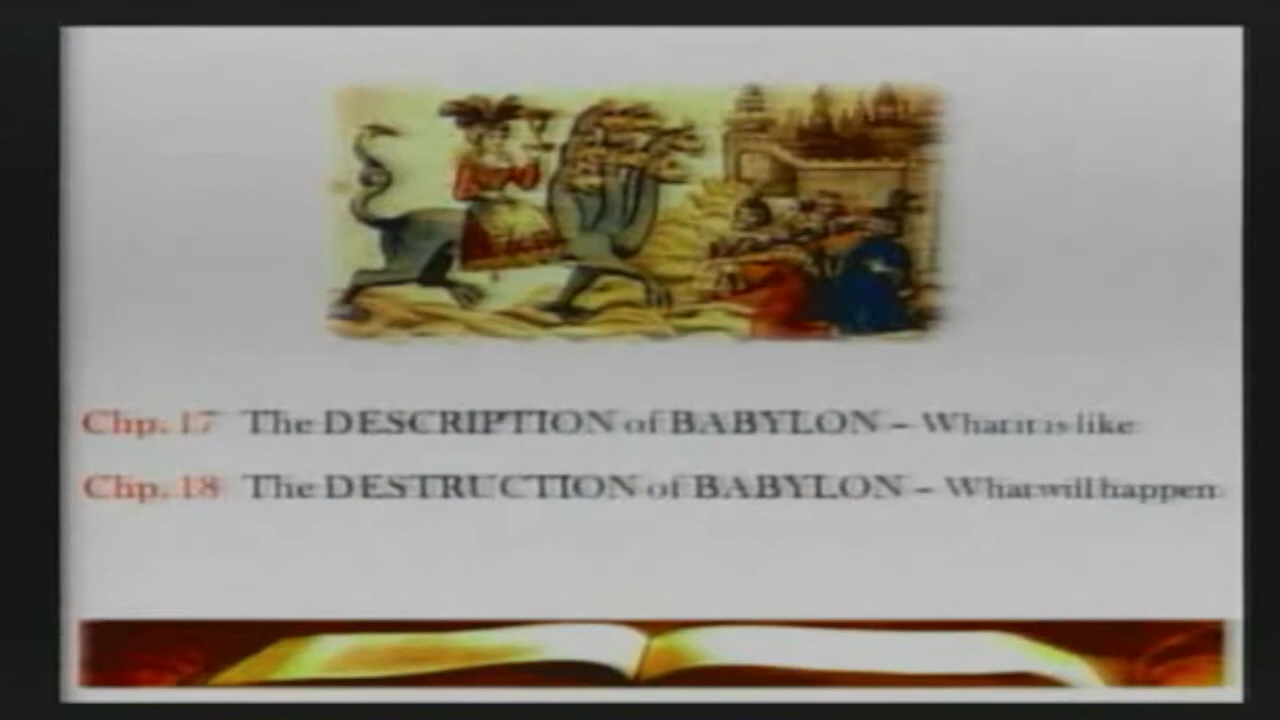 Chp. 17 The DESCRIPTION of BABYLON – What it is like
Chp. 18 The DESTRUCTION of BABYLON – What will happen